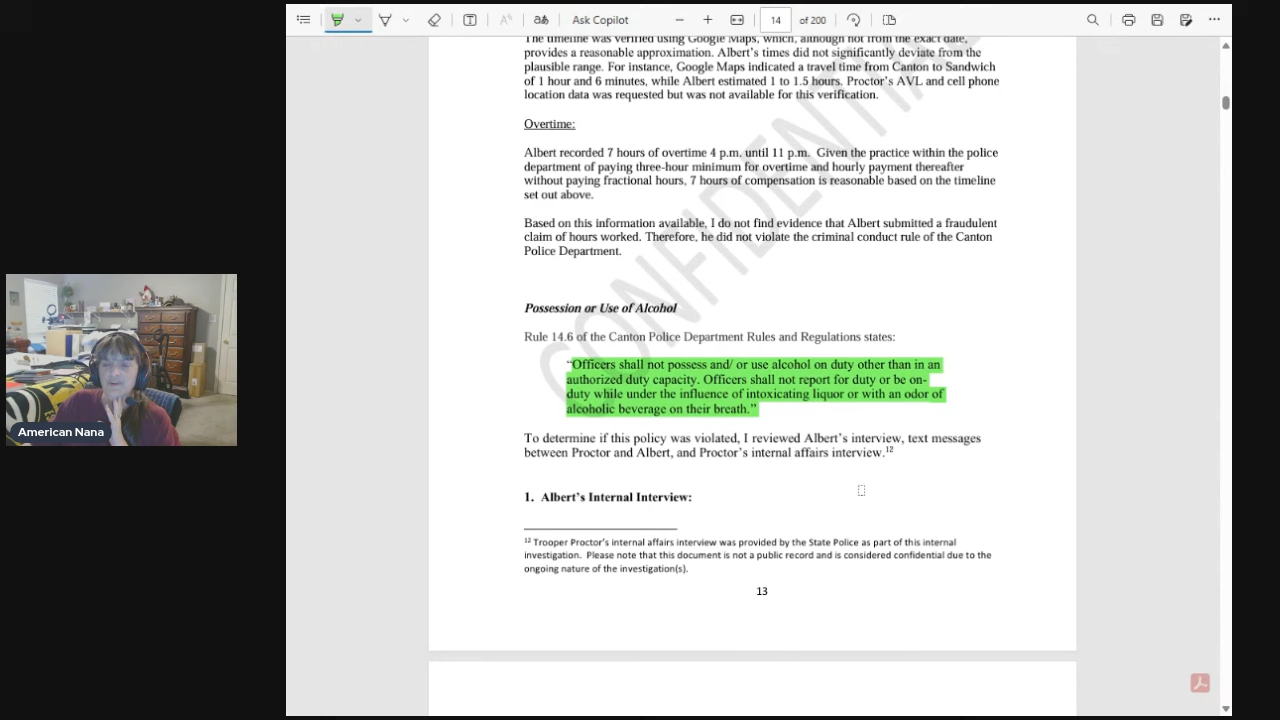 Ask Copilot
14 of 200
The timeline was verified using Google Maps, which, although not from the exact date,
provides a reasonable approximation. Albert's times did not significantly deviate from the
plausible range. For instance, Google Maps indicated a travel time from Canton to Sandwich
of 1 hour and 6 minutes, while Albert estimated 1 to 1.5 hours. Proctor's AVL and cell phone
location data was requested but was not available for this verification.
Overtime:
Albert recorded 7 hours of overtime 4 p.m. until 11 p.m. Given the practice within the police
department of paying three-hour minimum for overtime and hourly payment thereafter
without paying fractional hours, 7 hours of compensation is reasonable based on the timeline
set out above.
Based on this information available, I do not find evidence that Albert submitted a fraudulent
claim of hours worked. Therefore, he did not violate the criminal conduct rule of the Canton
Police Department.
Possession or Use of Alcohol
Rule 14.6 of the Canton Police Department Rules and Regulations states:
"Officers shall not possess and/ or use alcohol on duty other than in an
authorized duty capacity. Officers shall not report for duty or be on-
duty while under the influence of intoxicating liquor or with an odor of
alcoholic beverage on their breath."
To determine if this policy was violated, I reviewed Albert's interview, text messages
between Proctor and Albert, and Proctor's internal affairs interview.12
1. Albert's Internal Interview:
12 Trooper Proctor's internal affairs interview was provided by the State Police as part of this internal
investigation. Please note that this document is not a public record and is considered confidential due to the
ongoing nature of the investigation(s).
13
CONFIDENTIAL
American Nana